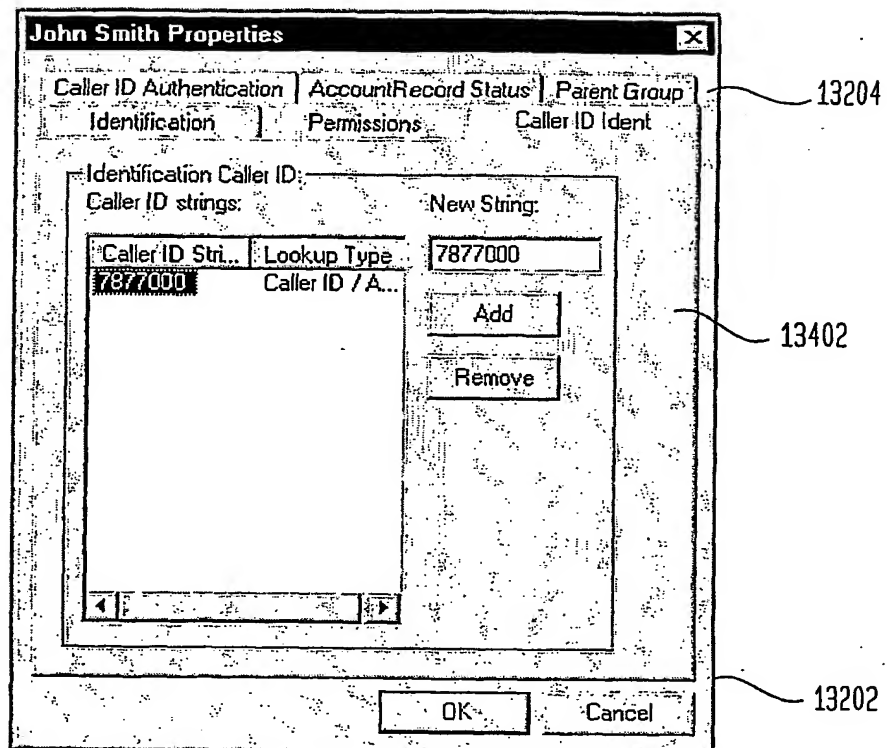 John Smith Properties
Caller ID Authentication AccountRecord Status Parent Group
13204
Identification Permissions Caller ID Ident
Identification Caller ID:
Caller ID strings: New String:
Caller ID Stri... Lookup Type 7877000
7877000 Caller ID / A...
Add
13402
Remove
13202
OK Cancel